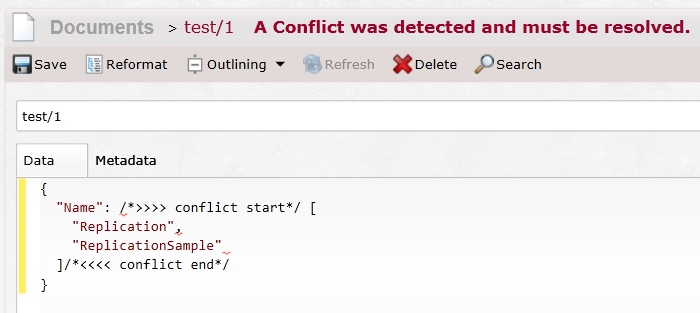 Documents > test/1 A Conflict was detected and must be resolved.
Save Reformat Outlining Refresh Delete Search
test/1
Data Metadata
{
"Name": /*>>>> conflict start*/ [
"Replication",
"ReplicationSample"
]/*<<<< conflict end*/
}